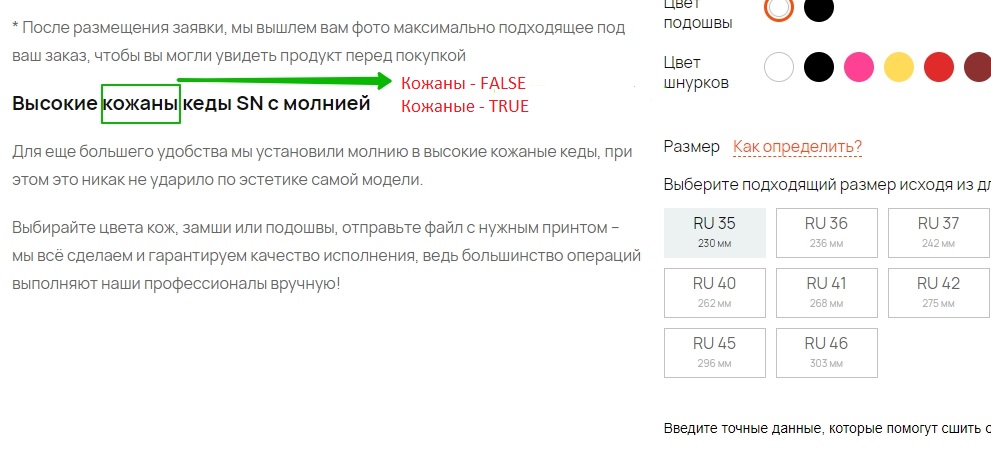 * После размещения заявки, мы вышлем вам фото максимально подходящее под
ваш заказ, чтобы вы могли увидеть продукт перед покупкой
Высокие кожаны кеды SN с молнией
Кожаны - FALSE
Кожаные - TRUE
Для еще большего удобства мы установили молнию в высокие кожаные кеды, при
этом это никак не ударило по эстетике самой модели.
Выбирайте цвета кож, замши или подошвы, отправьте файл с нужным принтом –
мы всё сделаем и гарантируем качество исполнения, ведь большинство операций
выполняют наши профессионалы вручную!
Цвет
подошвы
Цвет
шнурков
Размер Как определить?
Выберите подходящий размер исходя из дл
RU 35 RU 36 RU 37
230 мм 236 мм 242 мм
RU 40 RU 41 RU 42
262 мм 268 мм 275 мм
RU 45 RU 46
296 мм 303 мм
Введите точные данные, которые помогут сшить о